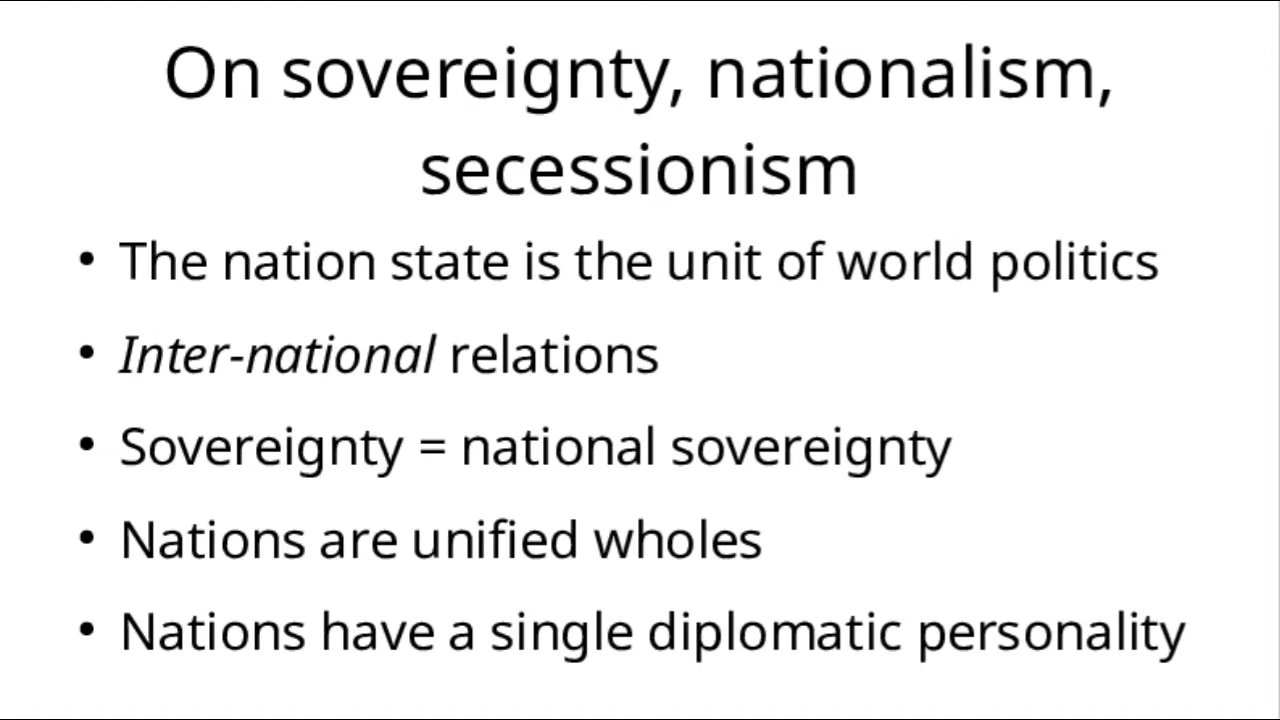 On sovereignty, nationalism,
secessionism
• The nation state is the unit of world politics
• Inter-national relations
• Sovereignty = national sovereignty
• Nations are unified wholes
• Nations have a single diplomatic personality